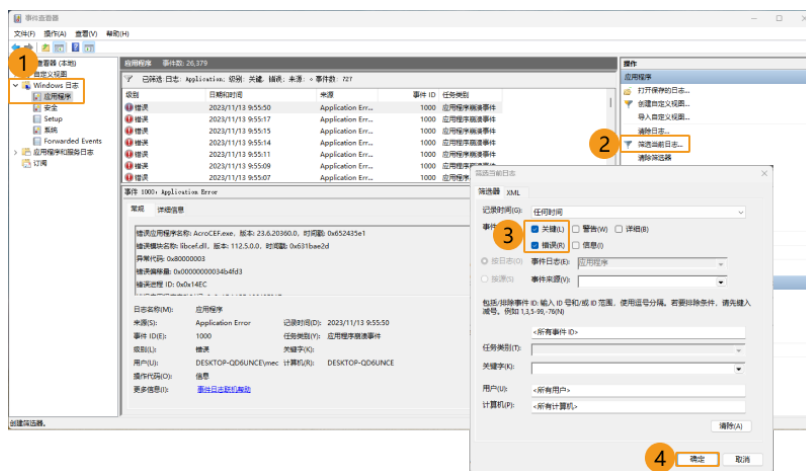 事件查看器
文件(F) 操作(A) 查看(V) 帮助(H)
1
查看器 (本地)
自定义视图
Windows 日志
应用程序
安全
Setup
系统
Forwarded Events
应用程序和服务日志
订阅
应用程序 事件数: 26,379
已筛选:日志: Application; 级别: 关键, 错误; 来源: 。事件数: 727
级别 日期和时间 来源 事件 ID 任务类别
错误 2023/11/13 9:55:50 Application Err... 1000 应用程序崩溃事件
错误 2023/11/13 9:55:17 Application Err... 1000 应用程序崩溃事件
错误 2023/11/13 9:55:15 Application Err... 1000 应用程序崩溃事件
错误 2023/11/13 9:55:14 Application Err... 1000 应用程序崩溃事件
错误 2023/11/13 9:55:11 Application Err... 1000 应用程序崩溃事件
错误 2023/11/13 9:55:09 Application Err... 1000 应用程序
错误 2023/11/13 9:55:07 Application Err... 1000 应用程序
事件 1000, Application Error
常规 详细信息
错误应用程序名称: AcroCEF.exe，版本: 23.6.20360.0，时间戳: 0x652435e1
错误模块名称: libcef.dll，版本: 112.5.0.0，时间戳: 0x631bae2d
异常代码: 0x80000003
错误偏移量: 0x00000000034b4fd3
错误进程 ID: 0x0x14EC
日志名称(M): 应用程序
来源(S): Application Error 记录时间(D): 2023/11/13 9:55:50
事件 ID(E): 1000 任务类别(Y): 应用程序崩溃事件
级别(L): 错误 关键字(K):
用户(U): DESKTOP-QD6UNCE\mec 计算机(R): DESKTOP-QD6UNCE
操作代码(O): 信息
更多信息(I): 事件日志联机帮助
创建筛选器。
操作
应用程序
打开保存的日志...
创建自定义视图...
导入自定义视图...
清除日志...
2
筛选当前日志...
清除筛选器
筛选当前日志
筛选器 XML
记录时间(G): 任何时间
事件
3
关键(L) 警告(W) 详细(B)
错误(R) 信息(I)
按日志(O) 事件日志(E): 应用程序
按源(S) 事件来源(V):
包括/排除事件 ID: 输入 ID 号和/或 ID 范围，使用逗号分隔。若要排除条件，请先键入
减号。例如 1,3,5-99,-76(N)
<所有事件 ID>
任务类别(T):
关键字(K):
用户(U): <所有用户>
计算机(P): <所有计算机>
清除(A)
4
确定 取消